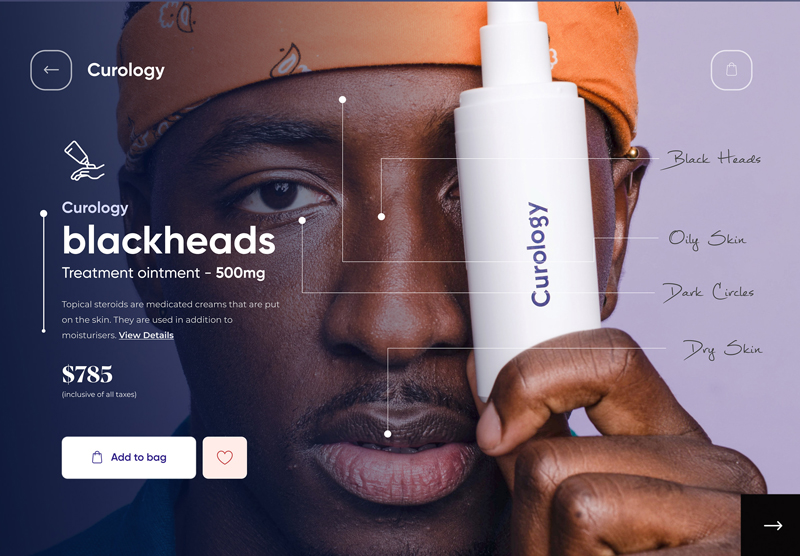 Curology
Curology
blackheads
Treatment ointment - 500mg
Topical steroids are medicated creams that are put
on the skin. They are used in addition to
moisturisers. View Details
$785
(inclusive of all taxes)
Add to bag
Curology
Black Heads
Oily Skin
Dark Circles
Dry Skin